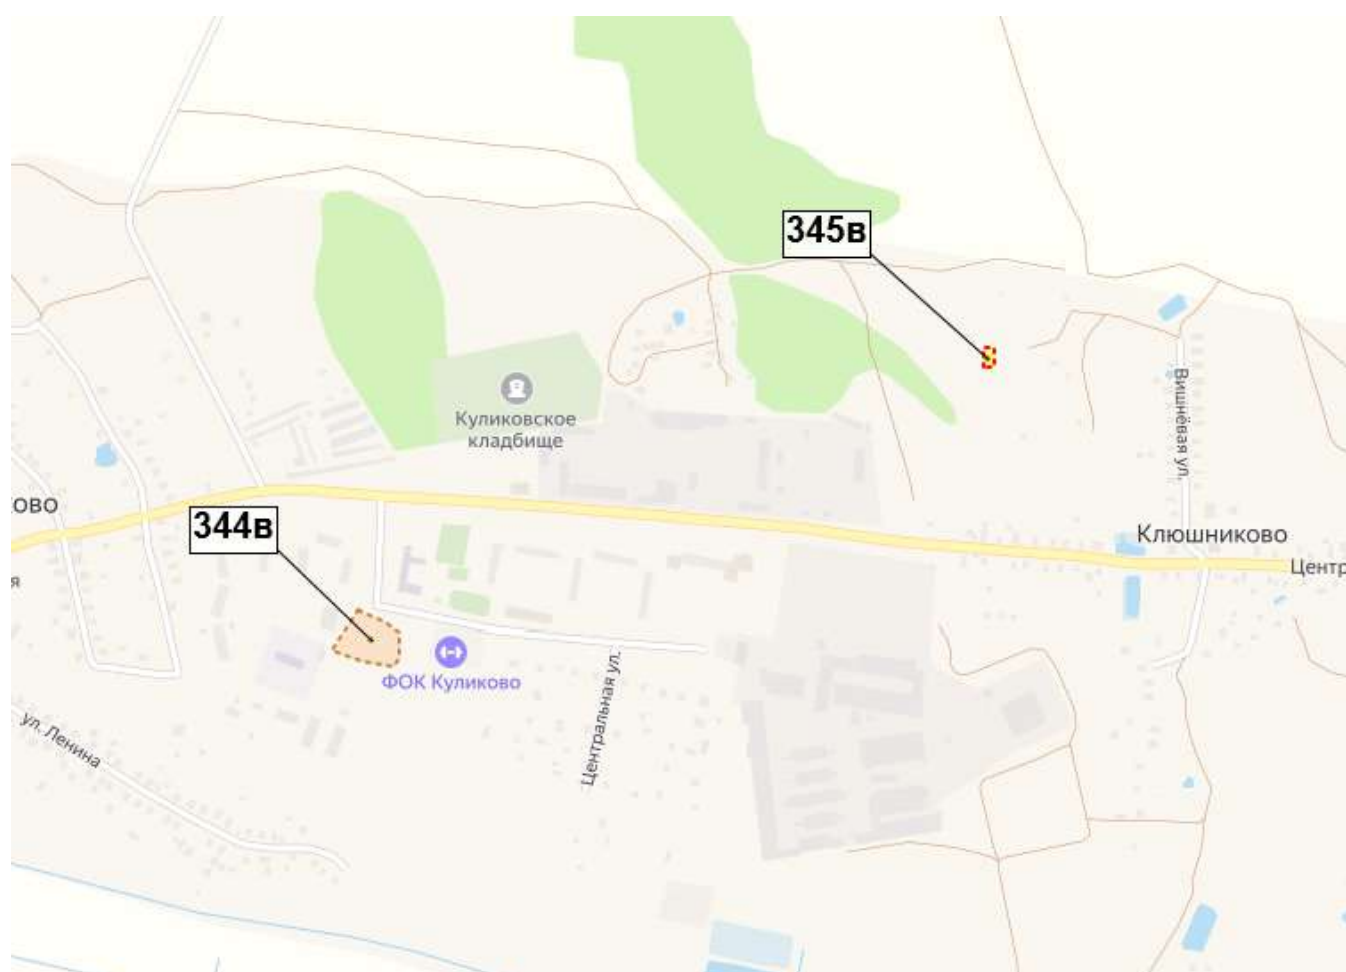 345в
Куликовское
кладбище
Вишнёвая ул.
ОВО
344в
Клюшниково
Центр
я
ФОК Куликово
Центральная ул.
ул. Ленина